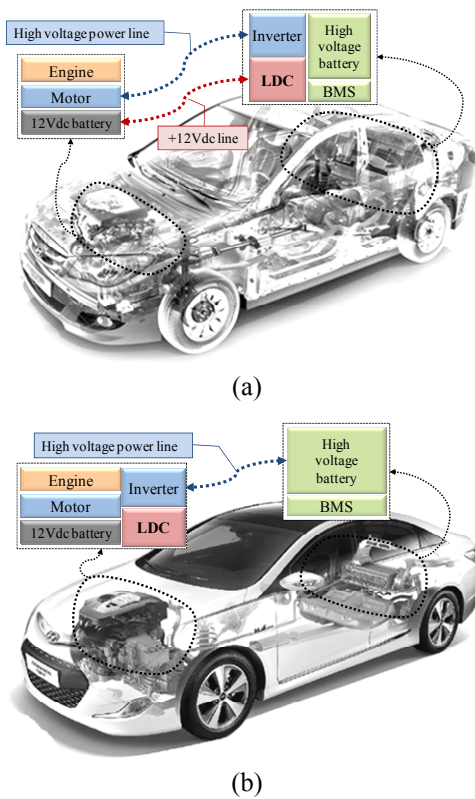 High voltage power line
Engine
Motor
12Vdc battery
Inverter
LDC
High
voltage
battery
BMS
+12Vdc line
(a)
High voltage power line
Engine
Motor
12Vdc battery
Inverter
LDC
High
voltage
battery
BMS
(b)